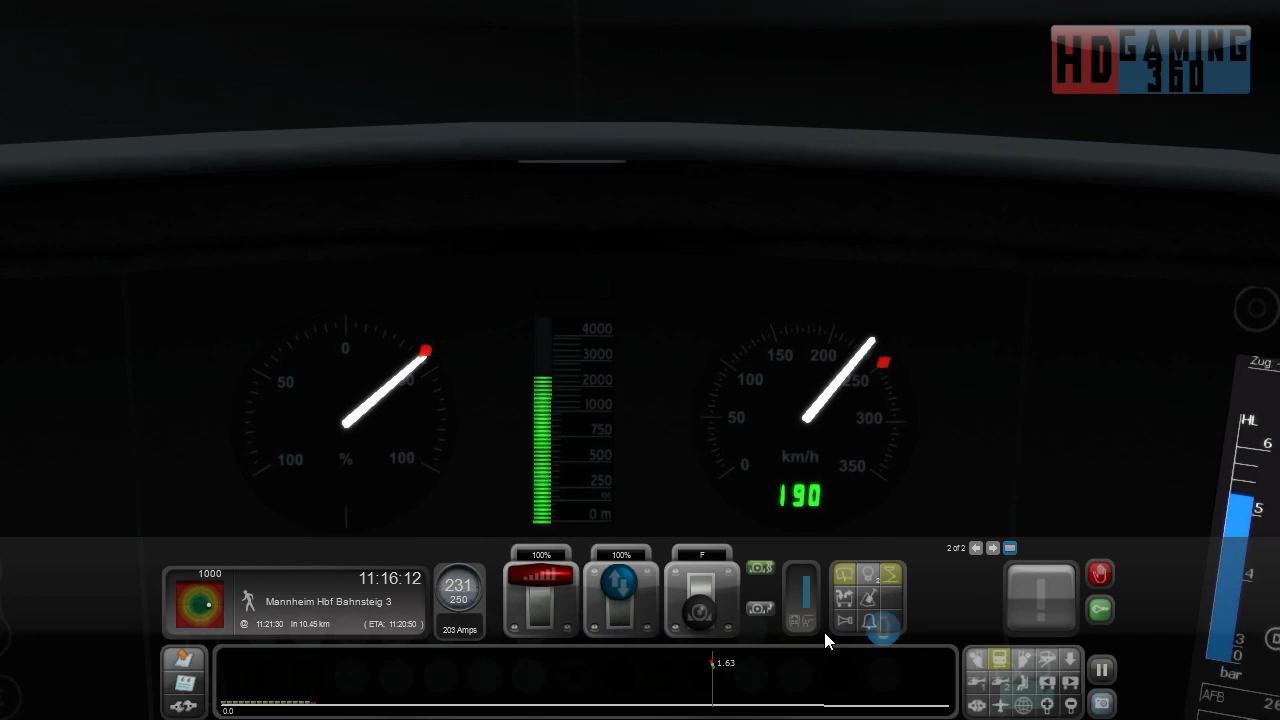 HD GAMING 360
4000
3000
2000
1000
750
500
250
0 m
0
50
100
%
100
150
200
100
250
50
300
km/h
0
350
190
Zug
HL
6
5
4
3
0
bar
AFB
2 of 2
100%
100%
F
1000
11:16:12
Mannheim Hbf Bahnsteig 3
@ 11:21:30 in 10.45 km ( ETA: 11:20:50 )
231
250
203 Amps
1.63
0.0